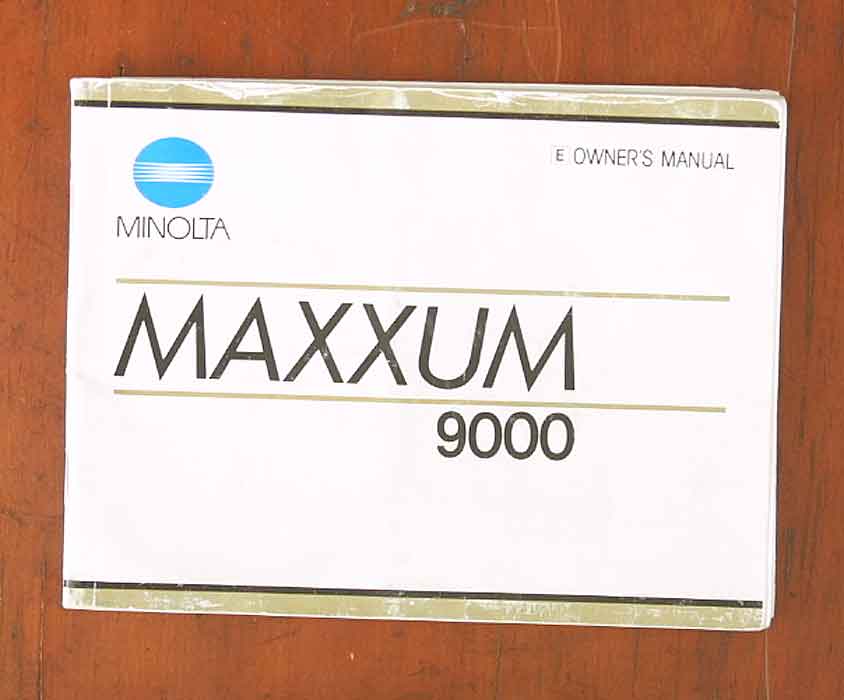 E OWNER'S MANUAL
MINOLTA
MAXXUM
9000